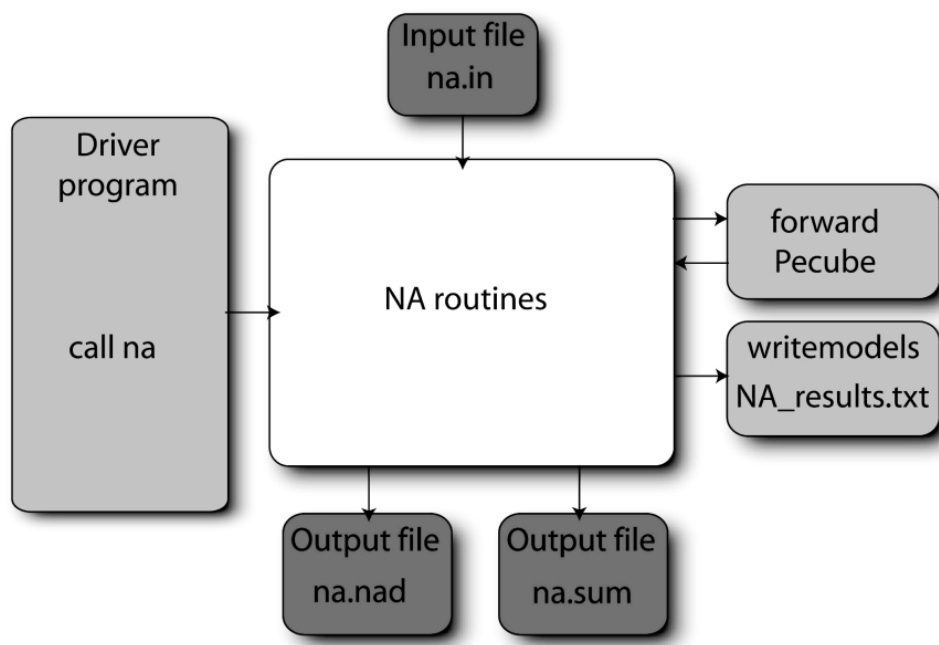 Input file
na.in
Driver
program
call na
NA routines
forward
Pecube
writemodels
NA_results.txt
Output file
na.nad
Output file
na.sum